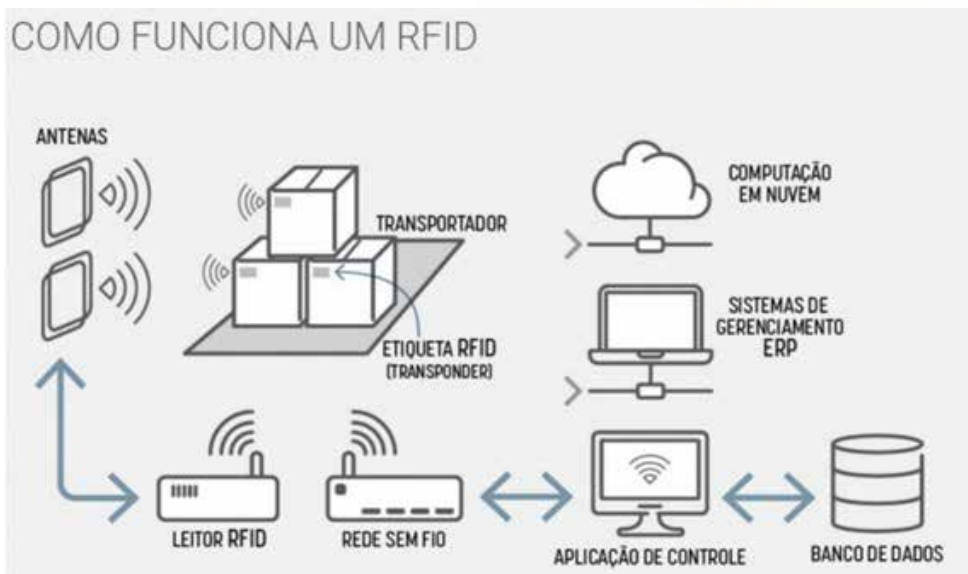 COMO FUNCIONA UM RFID
ANTENAS
TRANSPORTADOR
ETIQUETA RFID
(TRANSPONDER)
COMPUTAÇÃO
EM NUVEM
SISTEMAS DE
GERENCIAMENTO
ERP
LEITOR RFID
REDE SEM FIO
APLICAÇÃO DE CONTROLE
BANCO DE DADOS